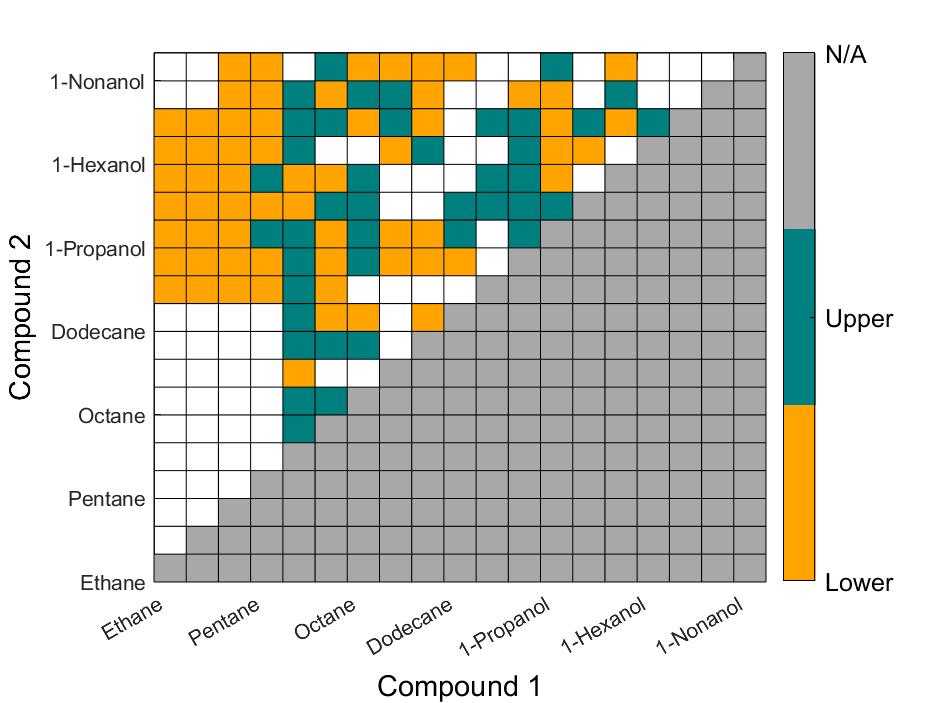 N/A
1-Nonanol
1-Hexanol
1-Propanol
Dodecane
Octane
Pentane
Ethane
Compound 2
Upper
Lower
Ethane
Pentane
Octane
Dodecane
1-Propanol
1-Hexanol
1-Nonanol
Compound 1